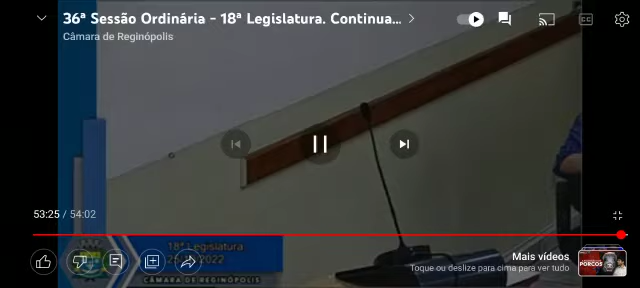 36ª Sessão Ordinária - 18ª Legislatura. Continua...
Câmara de Reginópolis
CC
53:25 / 54:02
18ª Legislatura
2022
CÂMARA DE REGINÓPOLIS
Mais vídeos
Toque ou deslize para cima para ver tudo
PORCOS